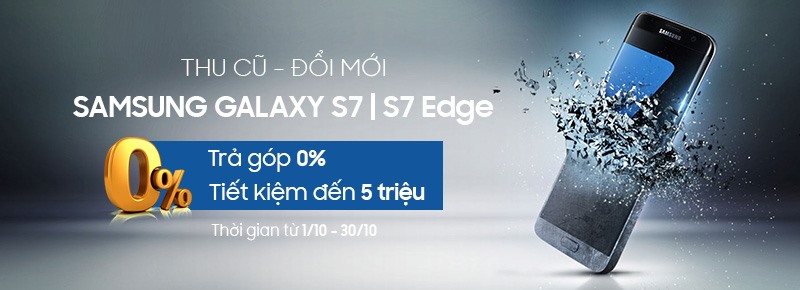 THU CŨ - ĐỔI MỚI
SAMSUNG GALAXY S7 | S7 Edge
0%
Trả góp 0%
Tiết kiệm đến 5 triệu
Thời gian từ 1/10 - 30/10
SAMSUNG